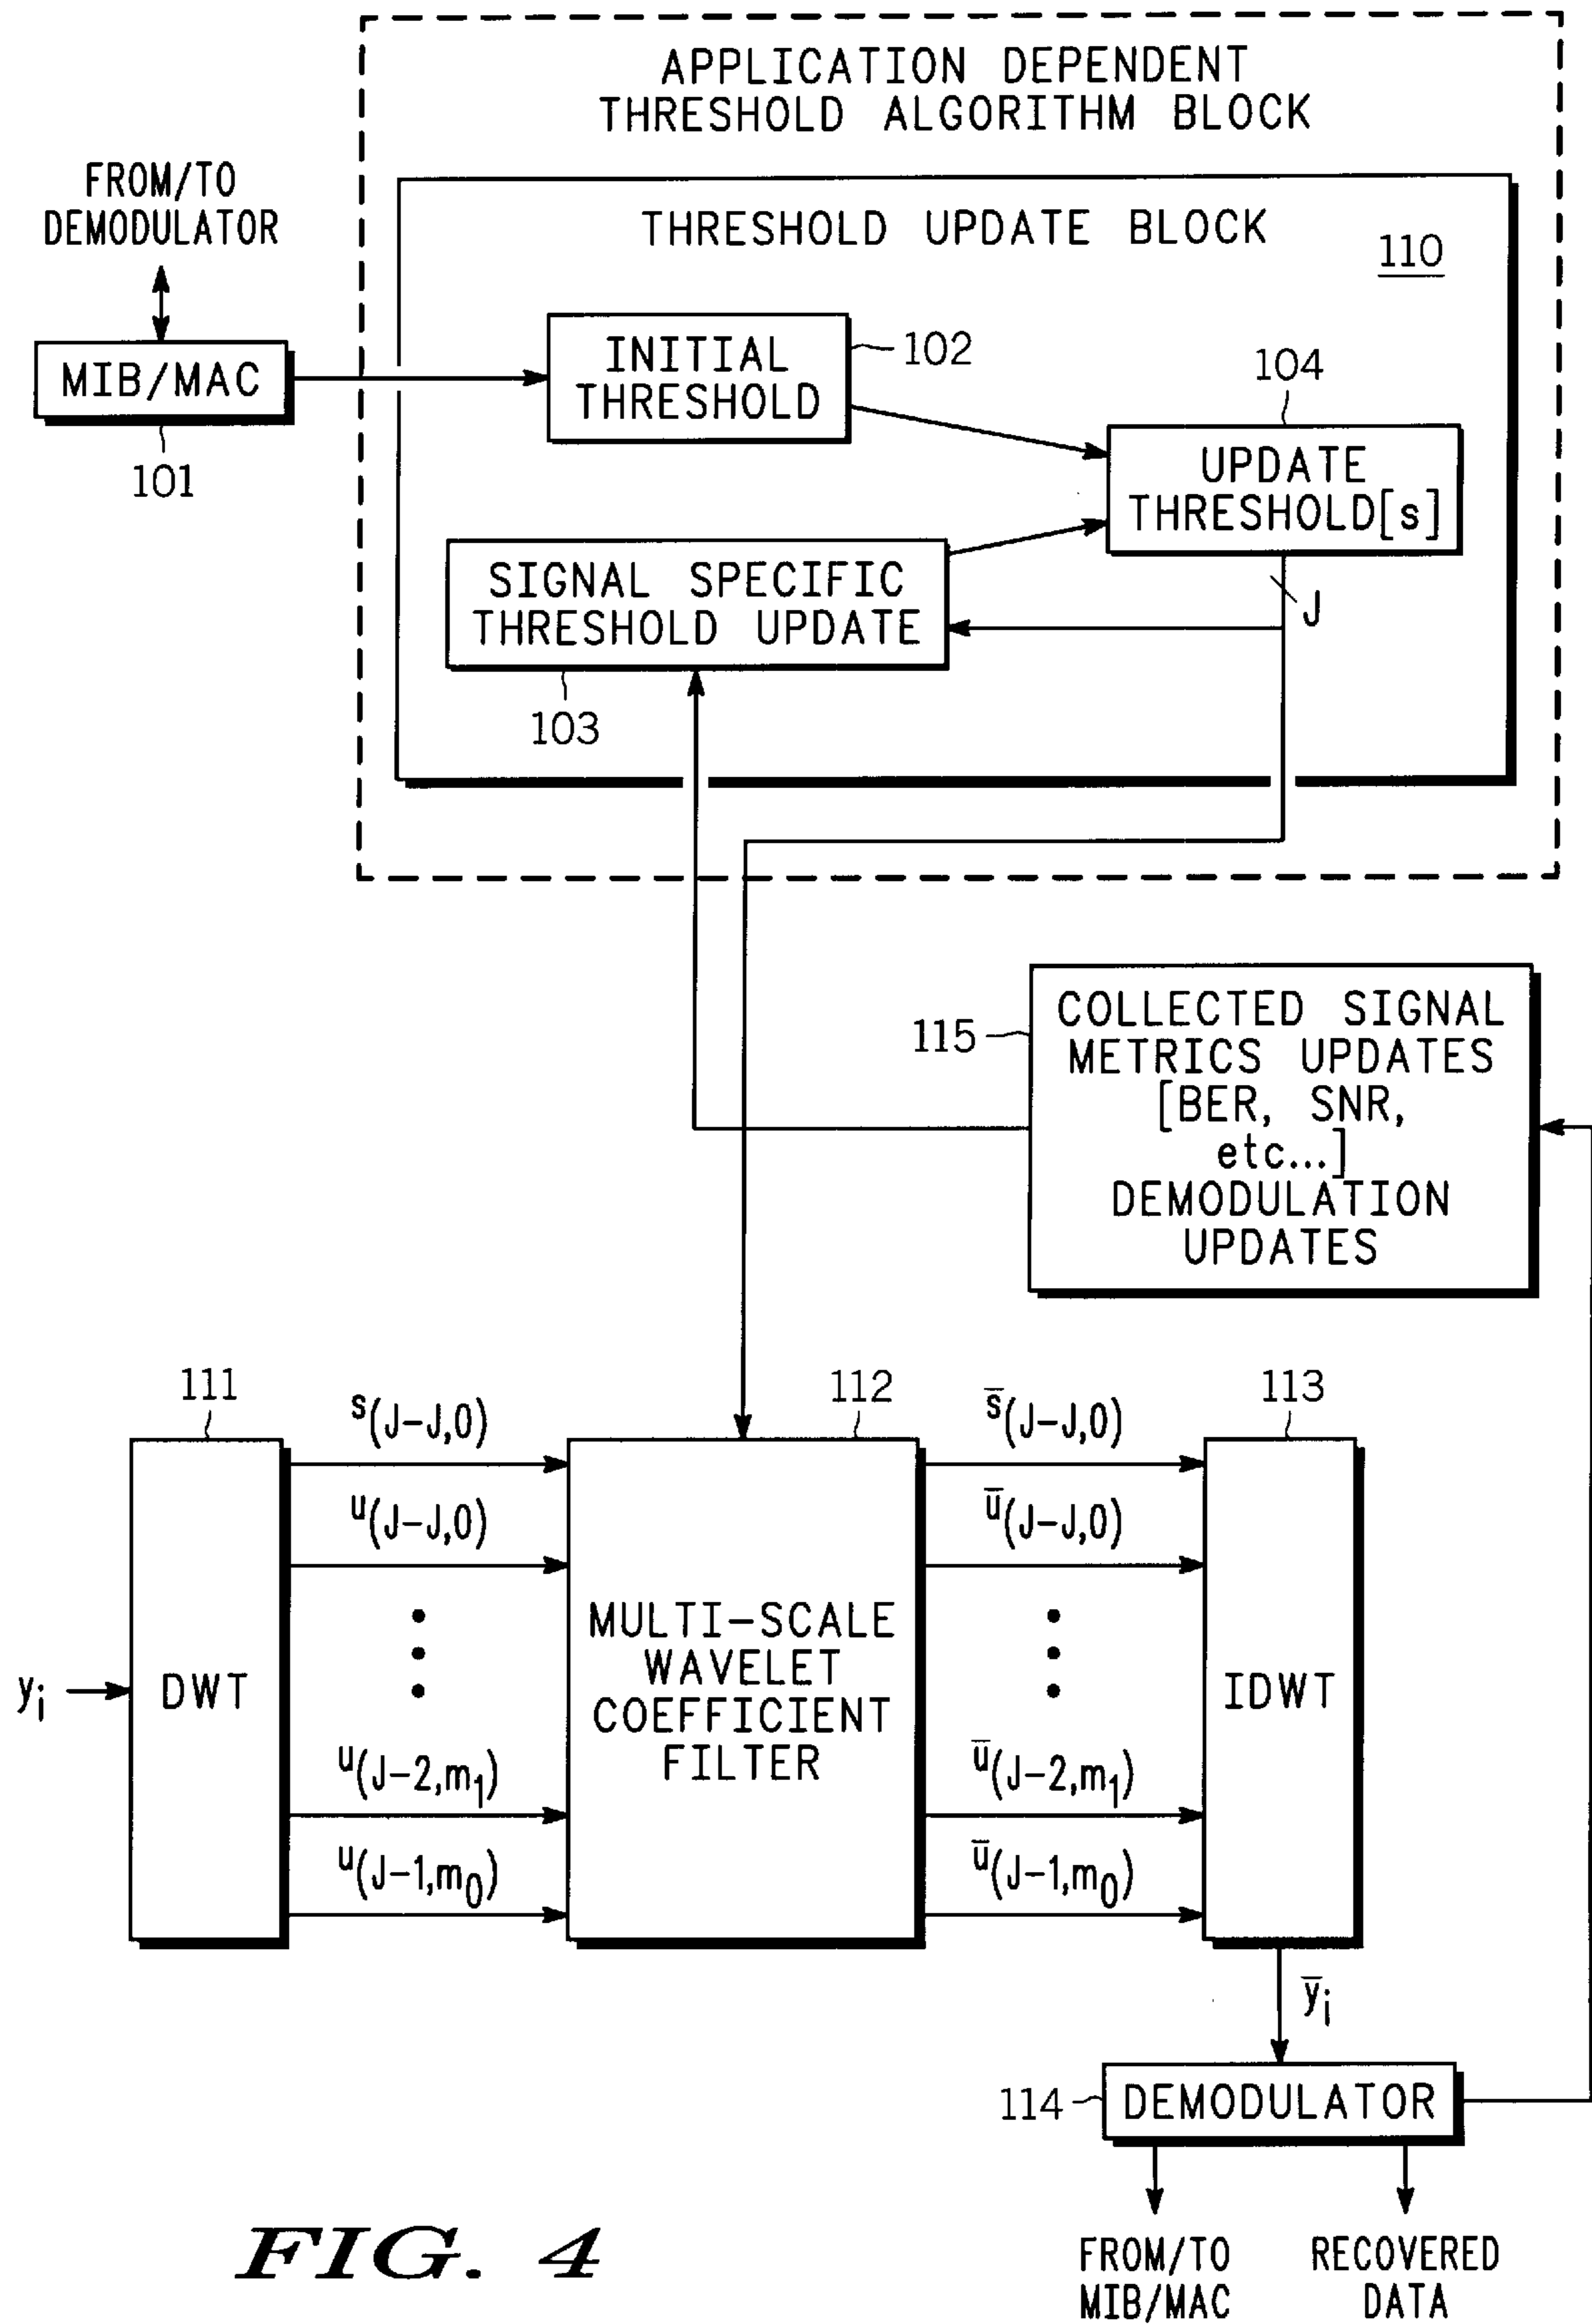 APPLICATION DEPENDENT
THRESHOLD ALGORITHM BLOCK
FROM/TO
DEMODULATOR
THRESHOLD UPDATE BLOCK
110
MIB/MAC
101
INITIAL
THRESHOLD
102
104
UPDATE
THRESHOLD[s]
SIGNAL SPECIFIC
THRESHOLD UPDATE
J
103
115
COLLECTED SIGNAL
METRICS UPDATES
[BER, SNR,
etc...]
DEMODULATION
UPDATES
111
s(J-J,0)
112
s̅(J-J,0)
113
u(J-J,0)
u̅(J-J,0)
yi
DWT
MULTI-SCALE
WAVELET
COEFFICIENT
FILTER
IDWT
u(J-2,m1)
u̅(J-2,m1)
u(J-1,m0)
u̅(J-1,m0)
y̅i
114
DEMODULATOR
FROM/TO
MIB/MAC
RECOVERED
DATA
FIG. 4